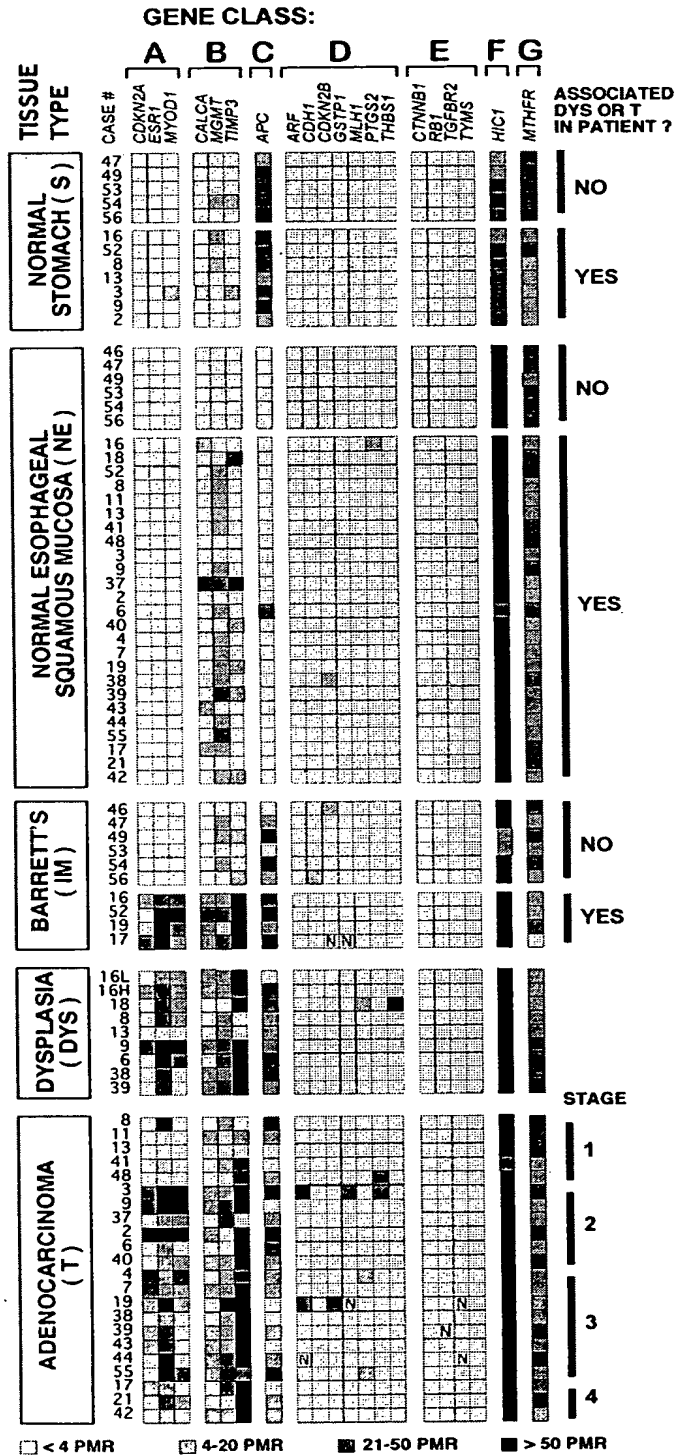 GENE CLASS:
A B C D E F G
TISSUE TYPE
CASE #
CDKN2A
ESR1
MYOD1
CALCA
MGMT
TIMP3
APC
ARF
CDH1
CDKN2B
GSTP1
MLH1
PTGS2
THBS1
CTNNB1
RB1
TGFBR2
TYMS
HIC1
MTHFR
ASSOCIATED
DYS OR T
IN PATIENT ?
NORMAL
STOMACH ( S )
47
49
53
54
56
NO
16
52
8
13
3
9
2
YES
NORMAL ESOPHAGEAL
SQUAMOUS MUCOSA ( NE )
46
47
49
53
54
56
NO
16
18
52
8
11
13
41
48
3
9
37
2
6
40
4
7
19
38
39
43
44
55
17
21
42
YES
BARRETT'S
( IM )
46
47
49
53
54
56
NO
16
52
19
17
N N
YES
DYSPLASIA
( DYS )
16L
16H
18
8
13
9
6
38
39
STAGE
ADENOCARCINOMA
( T )
8
11
13
41
48
1
3
9
37
2
6
40
2
4
7
19
N N
38
39
N
43
44
N N
55
3
17
21
42
4
< 4 PMR 4-20 PMR 21-50 PMR > 50 PMR